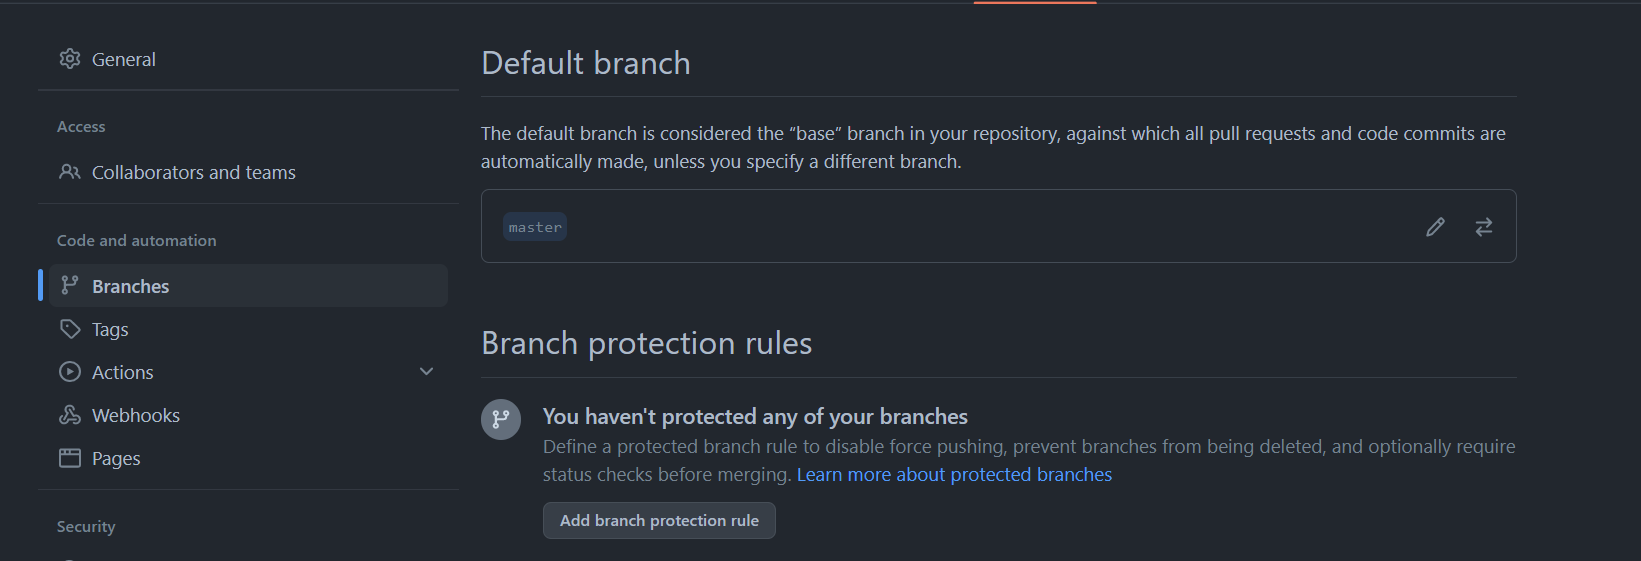 General
Access
Collaborators and teams
Code and automation
Branches
Tags
Actions
Webhooks
Pages
Security
Default branch
The default branch is considered the “base” branch in your repository, against which all pull requests and code commits are
automatically made, unless you specify a different branch.
master
Branch protection rules
You haven't protected any of your branches
Define a protected branch rule to disable force pushing, prevent branches from being deleted, and optionally require
status checks before merging. Learn more about protected branches
Add branch protection rule